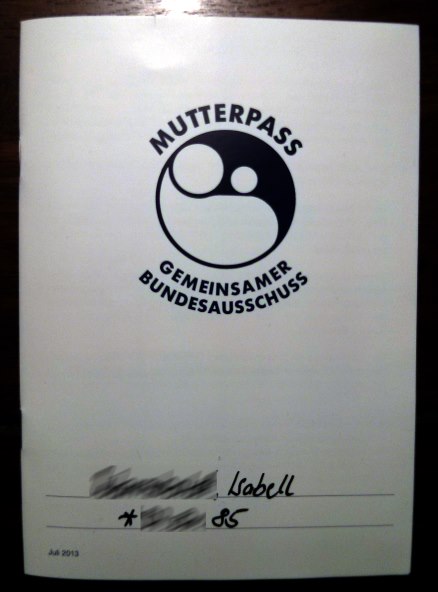 MUTTERPASS
GEMEINSAMER
BUNDESAUSSCHUSS
, Isabell
* 85
Juli 2013